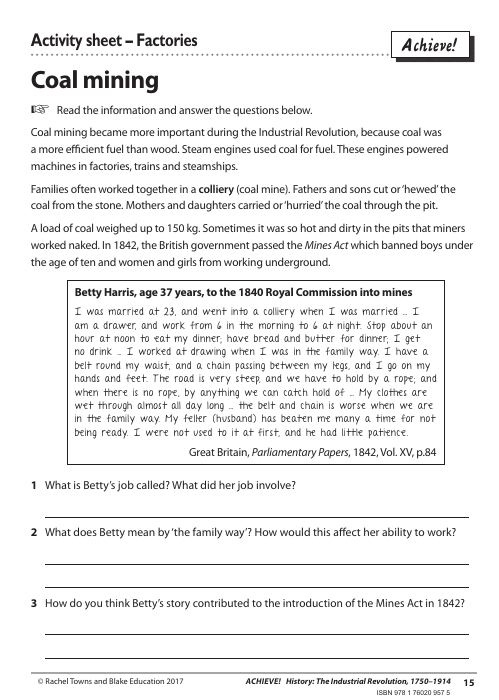 Activity sheet – Factories
Achieve!
Coal mining
Read the information and answer the questions below.
Coal mining became more important during the Industrial Revolution, because coal was
a more efficient fuel than wood. Steam engines used coal for fuel. These engines powered
machines in factories, trains and steamships.
Families often worked together in a colliery (coal mine). Fathers and sons cut or ‘hewed’ the
coal from the stone. Mothers and daughters carried or ‘hurried’ the coal through the pit.
A load of coal weighed up to 150 kg. Sometimes it was so hot and dirty in the pits that miners
worked naked. In 1842, the British government passed the Mines Act which banned boys under
the age of ten and women and girls from working underground.
Betty Harris, age 37 years, to the 1840 Royal Commission into mines
I was married at 23, and went into a colliery when I was married ... I
am a drawer, and work from 6 in the morning to 6 at night. Stop about an
hour at noon to eat my dinner; have bread and butter for dinner; I get
no drink ... I worked at drawing when I was in the family way. I have a
belt round my waist, and a chain passing between my legs, and I go on my
hands and feet. The road is very steep, and we have to hold by a rope; and
when there is no rope, by anything we can catch hold of ... My clothes are
wet through almost all day long ... the belt and chain is worse when we are
in the family way. My feller (husband) has beaten me many a time for not
being ready. I were not used to it at first, and he had little patience.
Great Britain, Parliamentary Papers, 1842, Vol. XV, p.84
1 What is Betty’s job called? What did her job involve?
2 What does Betty mean by ‘the family way’? How would this affect her ability to work?
3 How do you think Betty’s story contributed to the introduction of the Mines Act in 1842?
© Rachel Towns and Blake Education 2017
ACHIEVE! History: The Industrial Revolution, 1750–1914 15
ISBN 978 1 76020 957 5